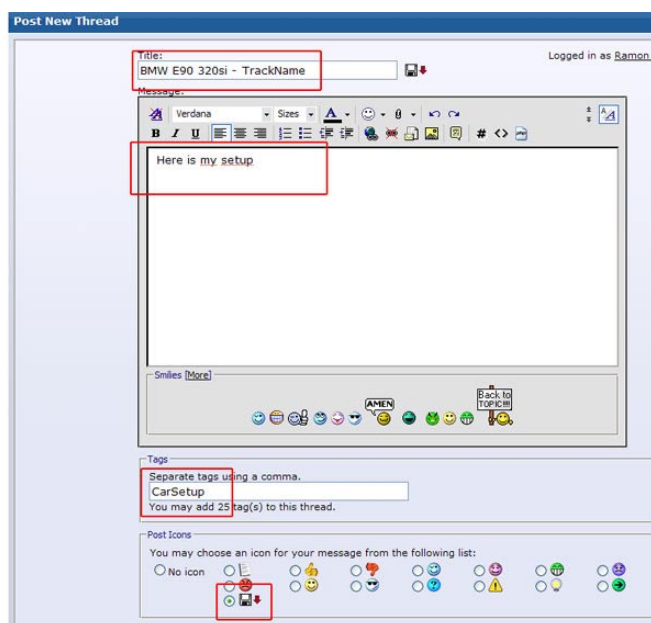 Post New Thread
Title:
Logged in as Ramon
BMW E90 320si - TrackName
Message:
Verdana Sizes A A/A
B I U # <> php
Here is my setup
Smilies [More]
AMEN
Back to
TOPIC!!!
Tags
Separate tags using a comma.
CarSetup
You may add 25 tag(s) to this thread.
Post Icons
You may choose an icon for your message from the following list:
No icon